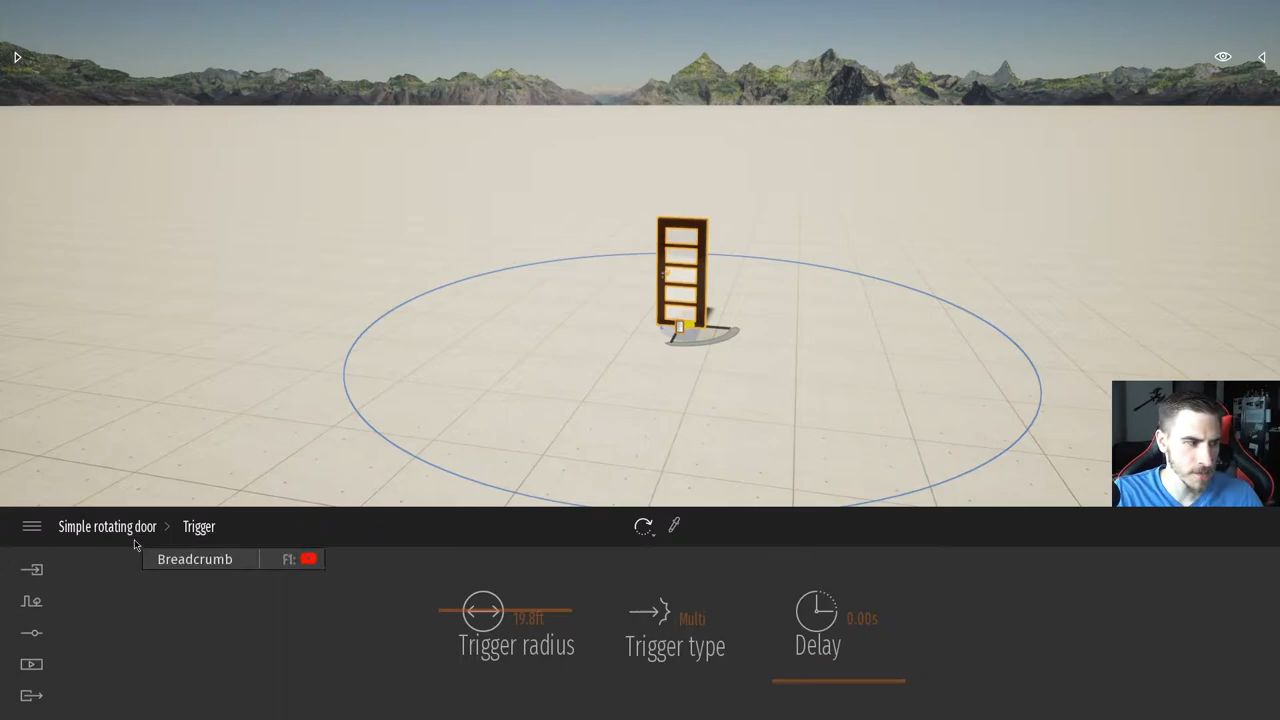 Simple rotating door > Trigger
Breadcrumb F1:
19.8ft
Trigger radius
Multi
Trigger type
0.00s
Delay